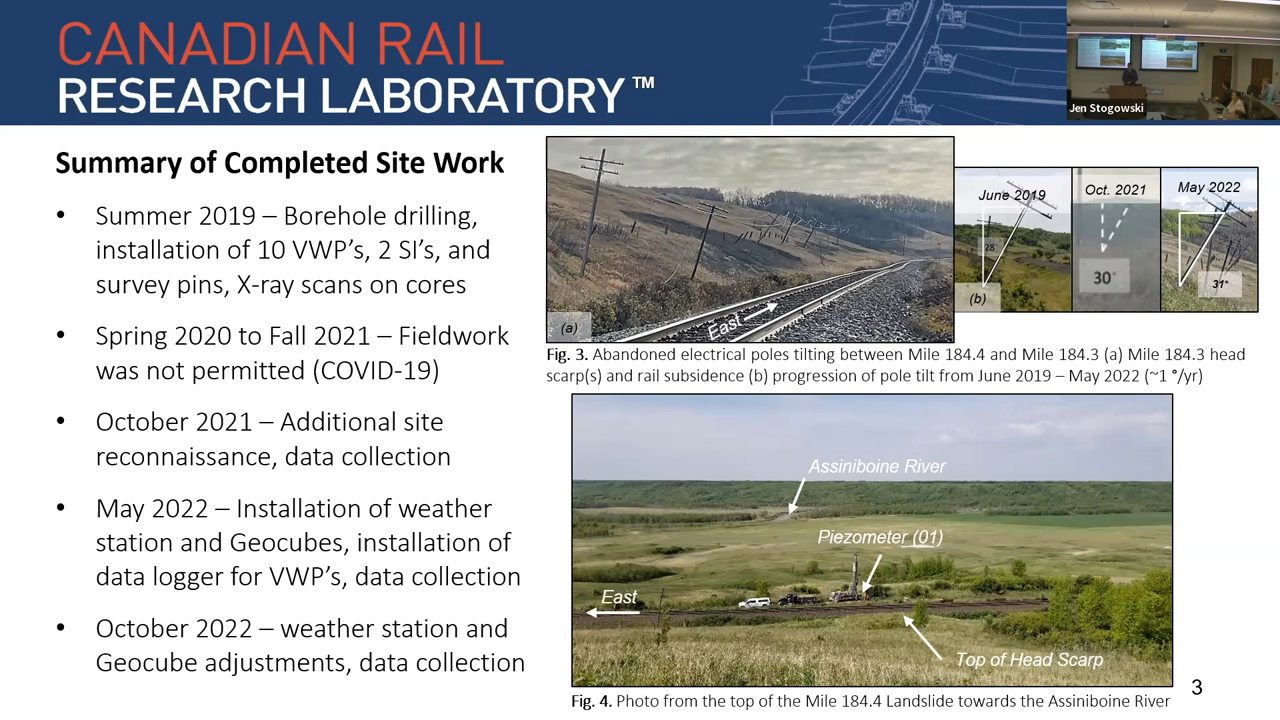 CANADIAN RAIL
RESEARCH LABORATORY™
Jen Stogowski
Summary of Completed Site Work
• Summer 2019 – Borehole drilling,
installation of 10 VWP's, 2 SI's, and
survey pins, X-ray scans on cores
• Spring 2020 to Fall 2021 – Fieldwork
was not permitted (COVID-19)
• October 2021 – Additional site
reconnaissance, data collection
• May 2022 – Installation of weather
station and Geocubes, installation of
data logger for VWP's, data collection
• October 2022 – weather station and
Geocube adjustments, data collection
(a)
East
June 2019
28
(b)
Oct. 2021
30°
May 2022
31°
Fig. 3. Abandoned electrical poles tilting between Mile 184.4 and Mile 184.3 (a) Mile 184.3 head
scarp(s) and rail subsidence (b) progression of pole tilt from June 2019 – May 2022 (~1 °/yr)
Assiniboine River
Piezometer (01)
East
Top of Head Scarp
Fig. 4. Photo from the top of the Mile 184.4 Landslide towards the Assiniboine River
3